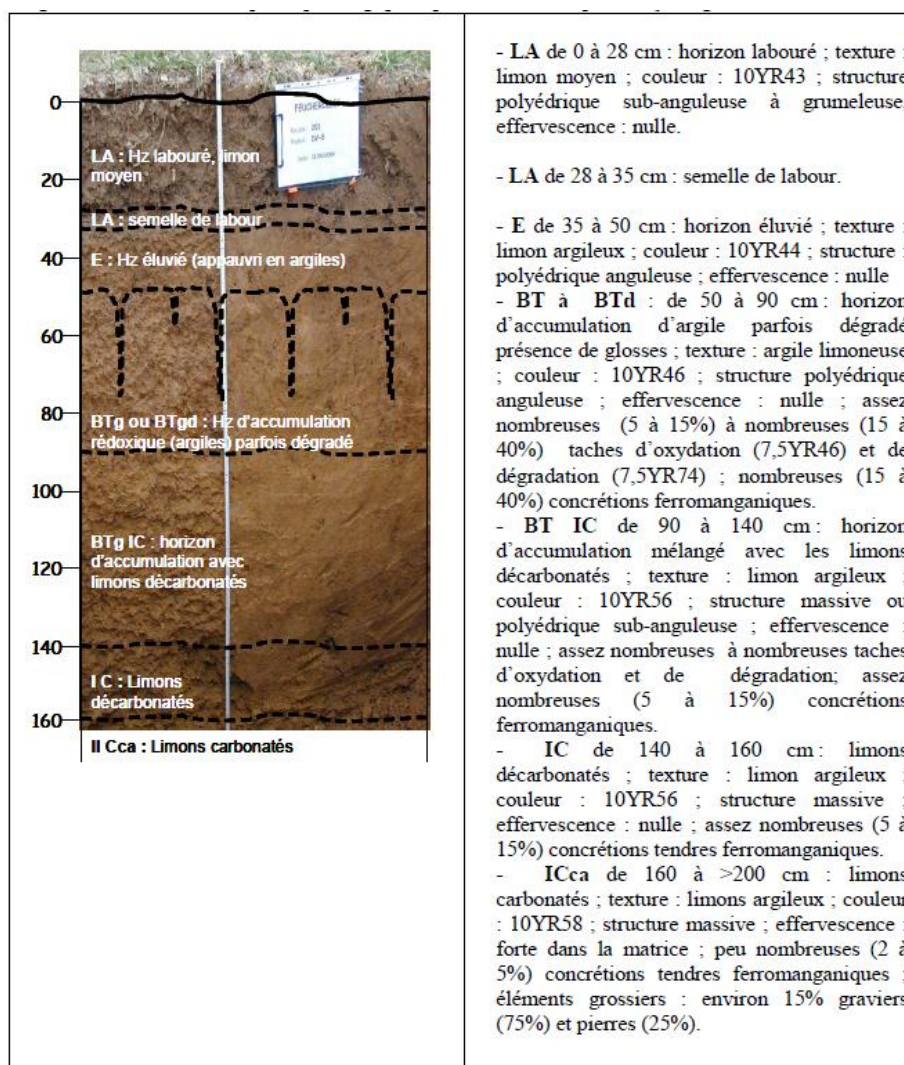 0
20
40
60
80
100
120
140
160
LA : Hz labouré, limon
moyen
LA : semelle de labour
E : Hz éluvié (appauvri en argiles)
BTg ou BTgd : Hz d'accumulation
rédoxique (argiles) parfois dégradé
BTg IC : horizon
d'accumulation avec
limons décarbonatés
I C : Limons
décarbonatés
II Cca : Limons carbonatés
- LA de 0 à 28 cm : horizon labouré ; texture :
limon moyen ; couleur : 10YR43 ; structure
polyédrique sub-anguleuse à grumeleuse,
effervescence : nulle.
- LA de 28 à 35 cm : semelle de labour.
- E de 35 à 50 cm : horizon éluvié ; texture :
limon argileux ; couleur : 10YR44 ; structure :
polyédrique anguleuse ; effervescence : nulle
- BT à BTd : de 50 à 90 cm : horizon
d'accumulation d'argile parfois dégradé
présence de glosses ; texture : argile limoneuse
; couleur : 10YR46 ; structure polyédrique
anguleuse ; effervescence : nulle ; assez
nombreuses (5 à 15%) à nombreuses (15 à
40%) taches d'oxydation (7,5YR46) et de
dégradation (7,5YR74) ; nombreuses (15 à
40%) concrétions ferromanganiques.
- BT IC de 90 à 140 cm : horizon
d'accumulation mélangé avec les limons
décarbonatés ; texture : limon argileux ;
couleur : 10YR56 ; structure massive ou
polyédrique sub-anguleuse ; effervescence :
nulle ; assez nombreuses à nombreuses taches
d'oxydation et de dégradation; assez
nombreuses (5 à 15%) concrétions
ferromanganiques.
- IC de 140 à 160 cm : limons
décarbonatés ; texture : limon argileux ;
couleur : 10YR56 ; structure massive ;
effervescence : nulle ; assez nombreuses (5 à
15%) concrétions tendres ferromanganiques.
- ICca de 160 à >200 cm : limons
carbonatés ; texture : limons argileux ; couleur
: 10YR58 ; structure massive ; effervescence :
forte dans la matrice ; peu nombreuses (2 à
5%) concrétions tendres ferromanganiques ;
éléments grossiers : environ 15% graviers
(75%) et pierres (25%).